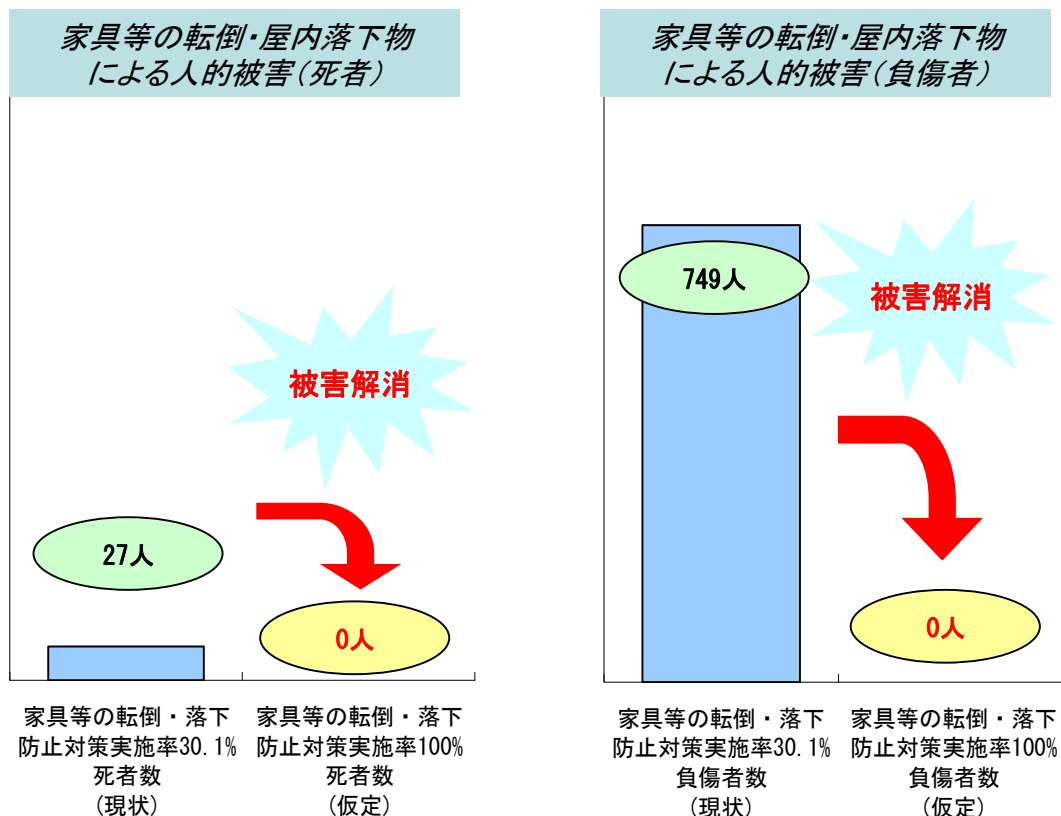 家具等の転倒・屋内落下物
による人的被害(死者)
被害解消
27人
0人
家具等の転倒・落下
防止対策実施率30.1%
死者数
(現状)
家具等の転倒・落下
防止対策実施率100%
死者数
(仮定)
家具等の転倒・屋内落下物
による人的被害(負傷者)
749人
被害解消
0人
家具等の転倒・落下
防止対策実施率30.1%
負傷者数
(現状)
家具等の転倒・落下
防止対策実施率100%
負傷者数
(仮定)